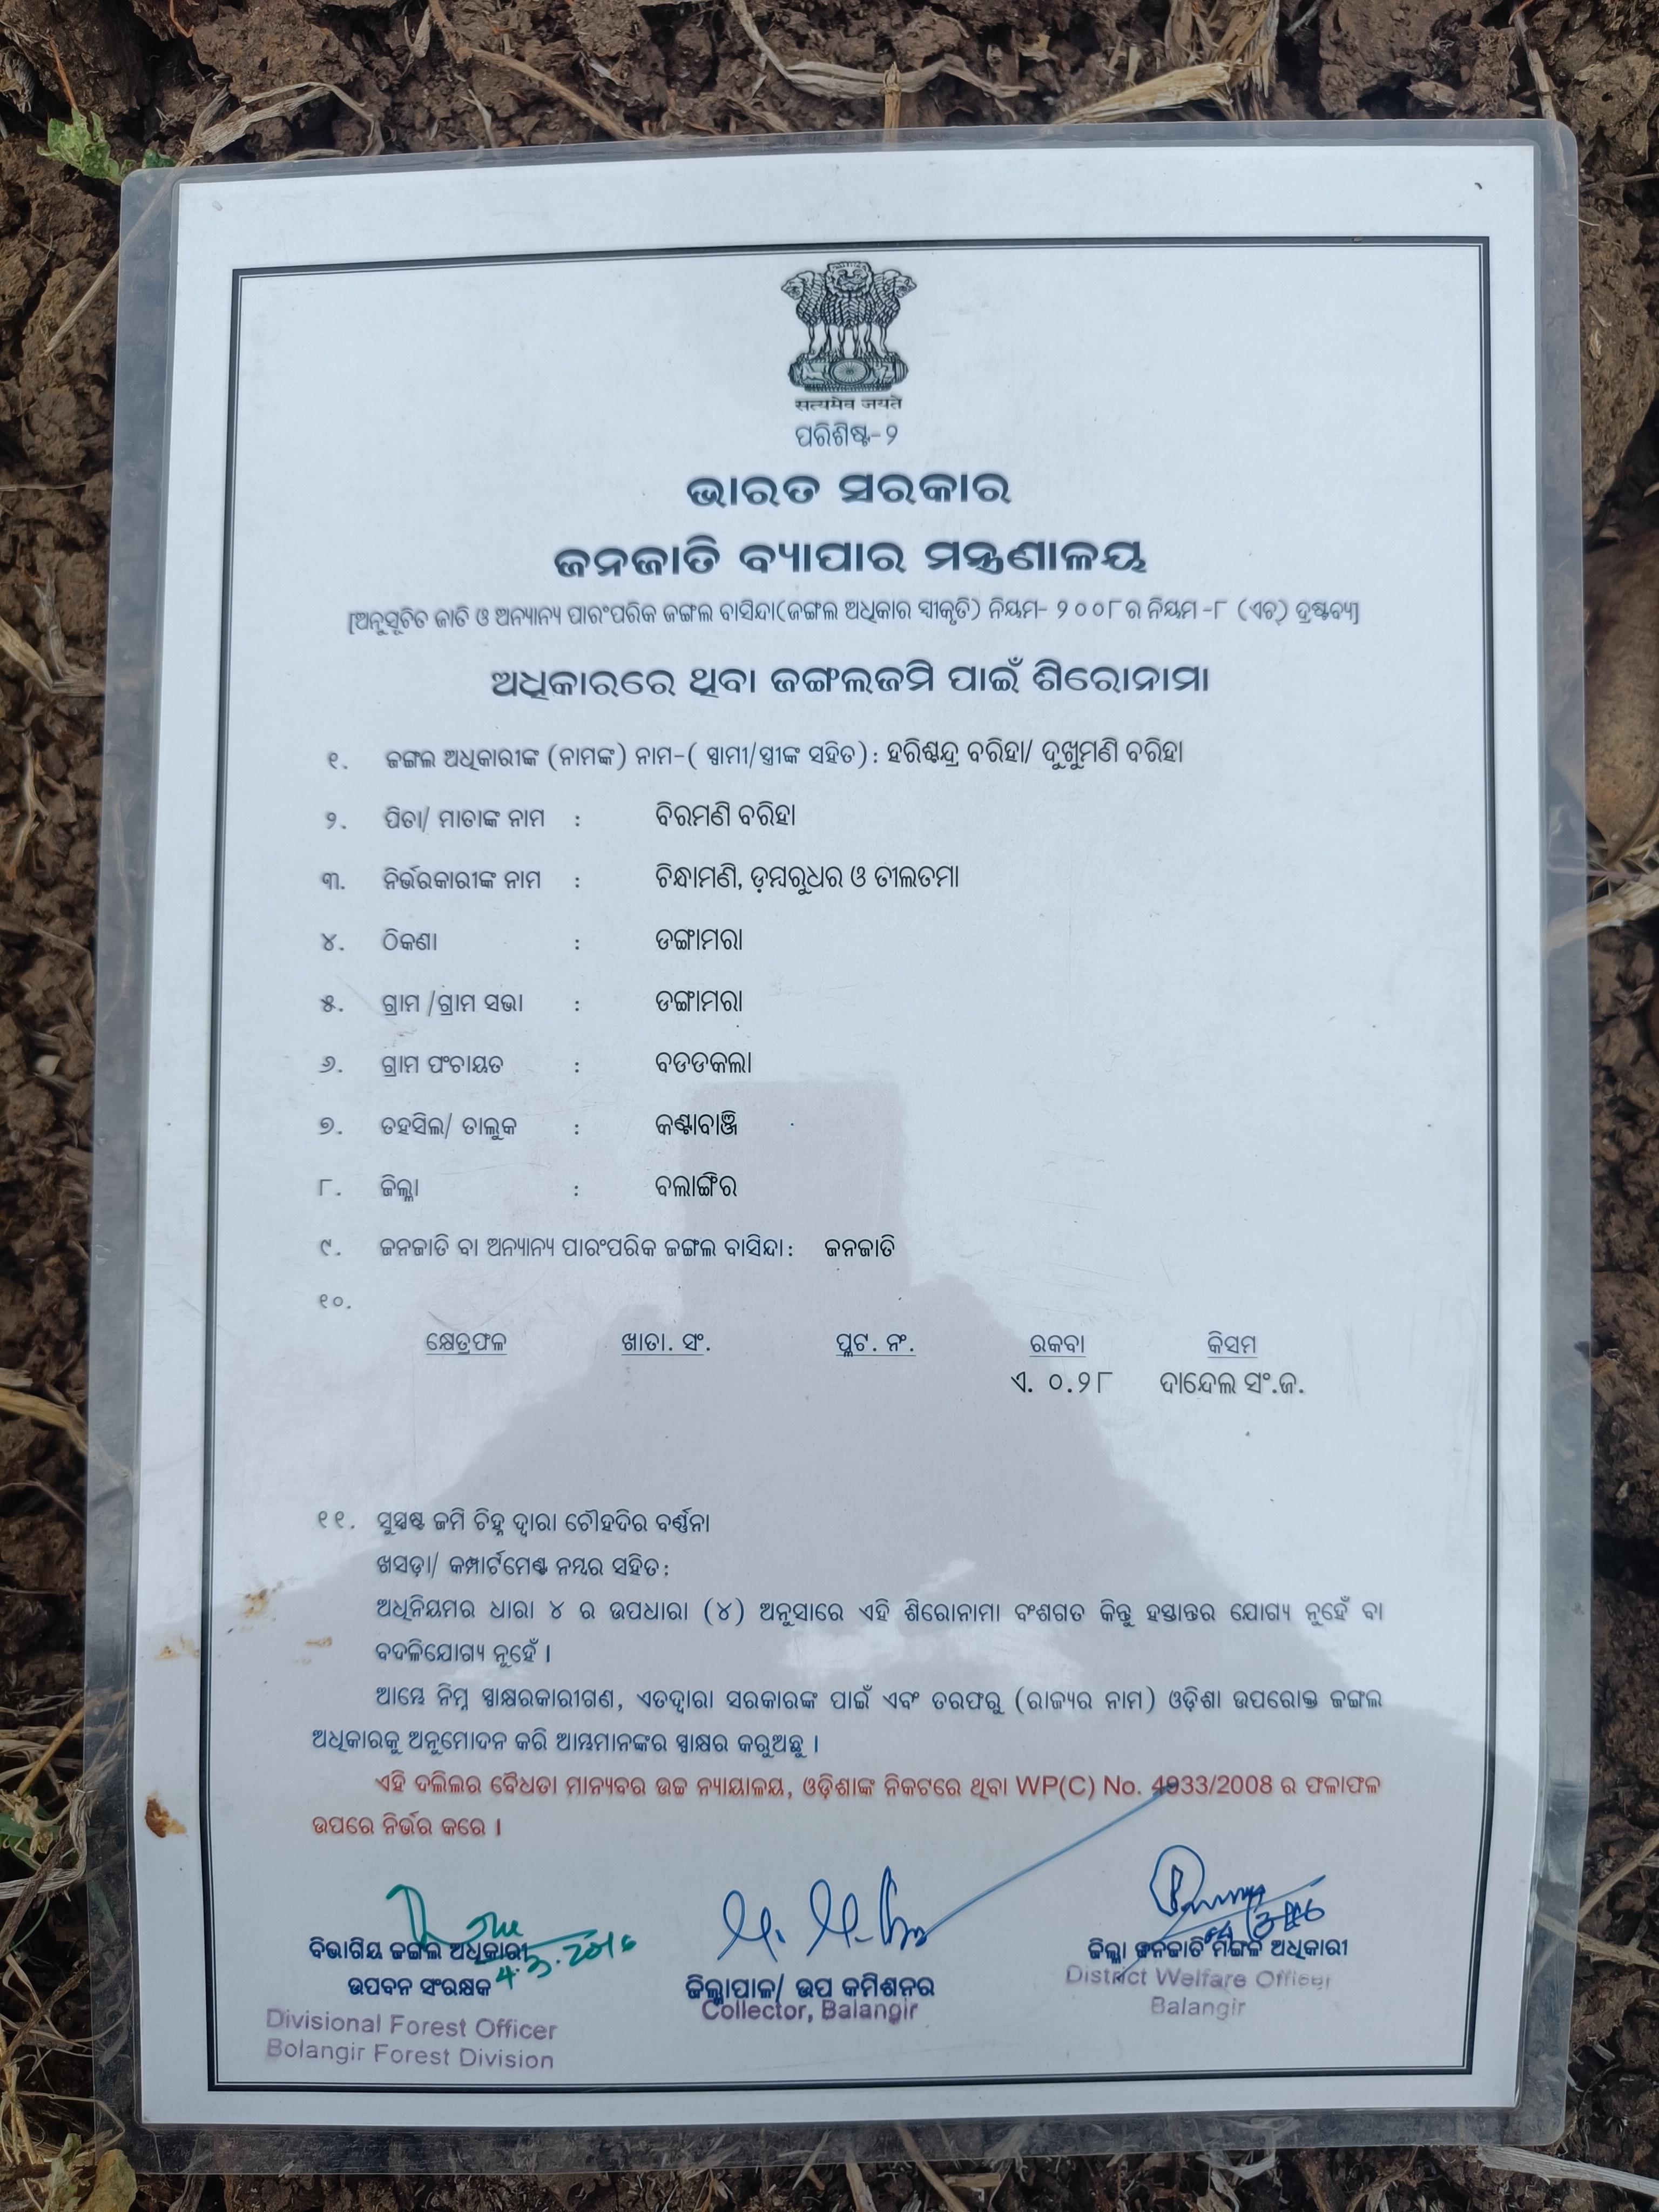 सत्यमेव जयते
ପରିଶିଷ୍ଟ-୨
ଭାରତ ସରକାର
ଜନଜାତି ବ୍ୟାପାର ମନ୍ତ୍ରଣାଳୟ
[ଅନୁସୂଚିତ ଜାତି ଓ ଅନ୍ୟାନ୍ୟ ପାରଂପରିକ ଜଙ୍ଗଲ ବାସିନ୍ଦା(ଜଙ୍ଗଲ ଅଧିକାର ସ୍ୱୀକୃତି) ନିୟମ- ୨୦୦୮ର ନିୟମ -୮ (ଏଚ୍) ଦ୍ରଷ୍ଟବ୍ୟ]
ଅଧିକାରରେ ଥିବା ଜଙ୍ଗଲଜମି ପାଇଁ ଶିରୋନାମା
୧. ଜଙ୍ଗଲ ଅଧିକାରୀଙ୍କ (ନାମଙ୍କ) ନାମ-( ସ୍ୱାମୀ/ସ୍ତ୍ରୀଙ୍କ ସହିତ): ହରିଶ୍ଚନ୍ଦ୍ର ବରିହା/ ଦୁଖୁମଣି ବରିହା
୨. ପିତା/ ମାତାଙ୍କ ନାମ : ବିରମଣି ବରିହା
୩. ନିର୍ଭରକାରୀଙ୍କ ନାମ : ଚିନ୍ଧାମଣି, ଡ଼ମ୍ବରୁଧର ଓ ତୀଲତମା
୪. ଠିକଣା : ଡଙ୍ଗାମରା
୫. ଗ୍ରାମ /ଗ୍ରାମ ସଭା : ଡଙ୍ଗାମରା
୬. ଗ୍ରାମ ପଂଚାୟତ : ବଡଡକଲା
୭. ତହସିଲ/ ତାଲୁକ : କଣ୍ଟାବାଞ୍ଜି
୮. ଜିଲ୍ଲା : ବଲାଙ୍ଗିର
୯. ଜନଜାତି ବା ଅନ୍ୟାନ୍ୟ ପାରଂପରିକ ଜଙ୍ଗଲ ବାସିନ୍ଦା: ଜନଜାତି
୧୦.
କ୍ଷେତ୍ରଫଳ ଖାତା. ସଂ. ପ୍ଲଟ. ନଂ. ରକବା କିସମ
ଏ. ୦.୨୮ ଦାନ୍ଦେଲ ସଂ.ଜ.
୧୧. ସୁସ୍ପଷ୍ଟ ଜମି ଚିହ୍ନ ଦ୍ୱାରା ଚୌହଦିର ବର୍ଣ୍ଣନା
ଖସଡ଼ା/ କମ୍ପାର୍ଟମେଣ୍ଟ ନମ୍ବର ସହିତ:
ଅଧିନିୟମର ଧାରା ୪ ର ଉପଧାରା (୪) ଅନୁସାରେ ଏହି ଶିରୋନାମା ବଂଶଗତ କିନ୍ତୁ ହସ୍ତାନ୍ତର ଯୋଗ୍ୟ ନୁହେଁ ବା
ବଦଳିଯୋଗ୍ୟ ନୁହେଁ ।
ଆମ୍ଭେ ନିମ୍ନ ସ୍ୱାକ୍ଷରକାରୀଗଣ, ଏତଦ୍ୱାରା ସରକାରଙ୍କ ପାଇଁ ଏବଂ ତରଫରୁ (ରାଜ୍ୟର ନାମ) ଓଡ଼ିଶା ଉପରୋକ୍ତ ଜଙ୍ଗଲ
ଅଧିକାରକୁ ଅନୁମୋଦନ କରି ଆମ୍ଭମାନଙ୍କର ସ୍ୱାକ୍ଷର କରୁଅଛୁ ।
ଏହି ଦଲିଲର ବୈଧତା ମାନ୍ୟବର ଉଚ୍ଚ ନ୍ୟାୟାଳୟ, ଓଡ଼ିଶାଙ୍କ ନିକଟରେ ଥିବା WP(C) No. 4933/2008 ର ଫଳାଫଳ
ଉପରେ ନିର୍ଭର କରେ ।
ବିଭାଗିୟ ଜଙ୍ଗଲ ଅଧିକାରୀ
ଉପବନ ସଂରକ୍ଷକ
4.3.2016
Divisional Forest Officer
Bolangir Forest Division
ଜିଲ୍ଲାପାଳ/ ଉପ କମିଶନର
Collector, Balangir
ଜିଲ୍ଲା ଜନଜାତି ମଙ୍ଗଳ ଅଧିକାରୀ
District Welfare Officer
Balangir